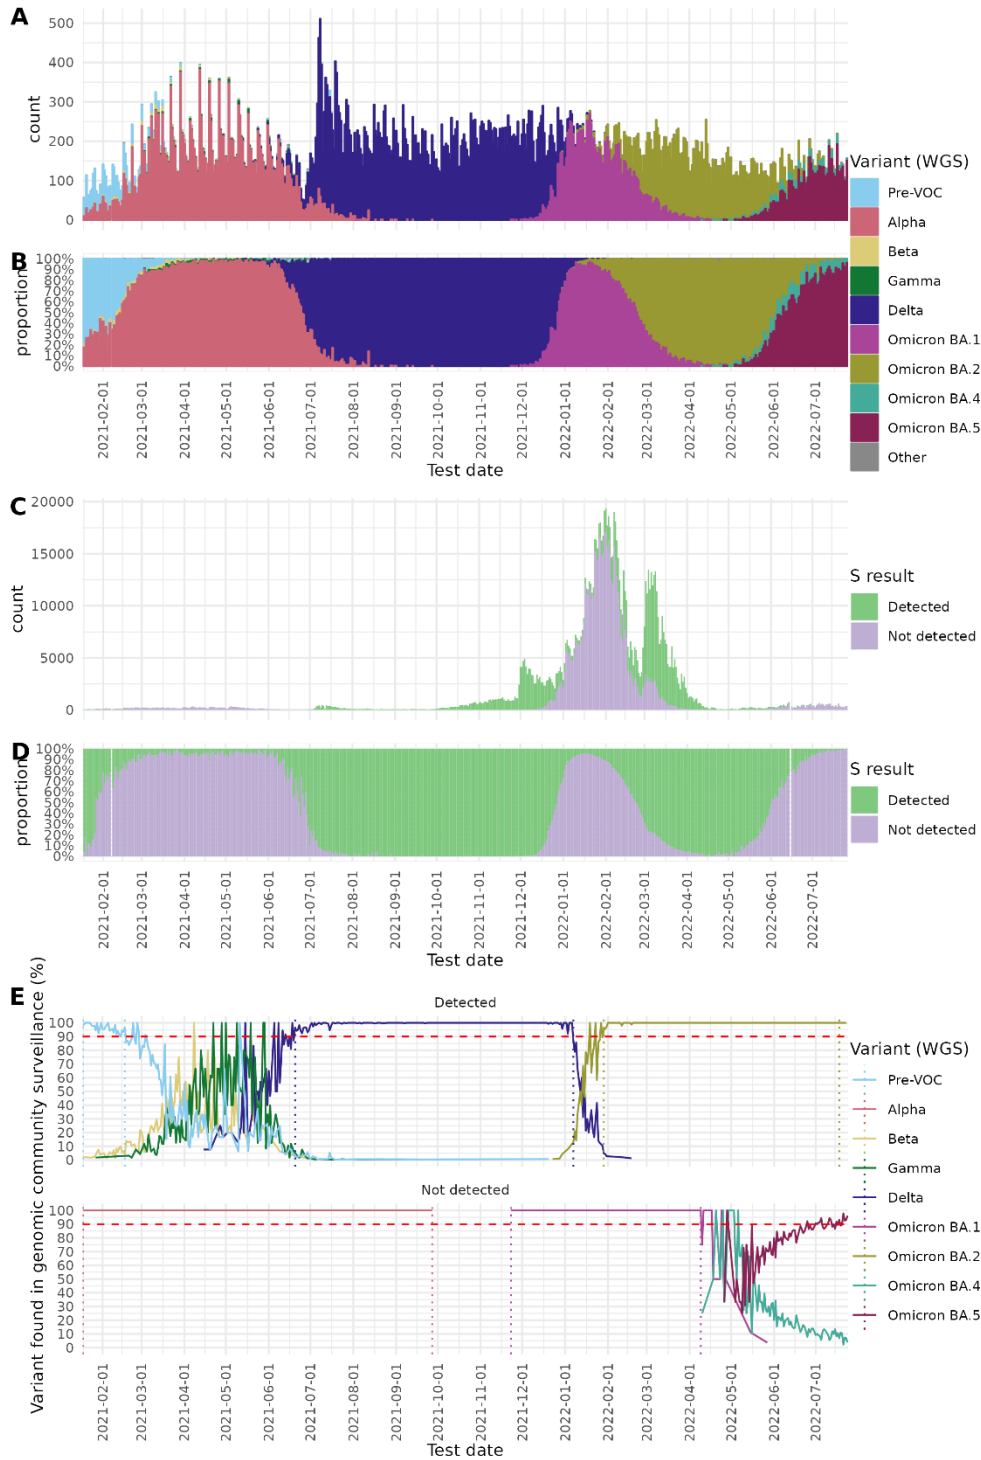 A
500
400
300
200
100
0
count
B
100%
90%
80%
70%
60%
50%
40%
30%
20%
10%
0%
proportion
2021-02-01
2021-03-01
2021-04-01
2021-05-01
2021-06-01
2021-07-01
2021-08-01
2021-09-01
2021-10-01
2021-11-01
2021-12-01
2022-01-01
2022-02-01
2022-03-01
2022-04-01
2022-05-01
2022-06-01
2022-07-01
Test date
Variant (WGS)
Pre-VOC
Alpha
Beta
Gamma
Delta
Omicron BA.1
Omicron BA.2
Omicron BA.4
Omicron BA.5
Other
C
20000
15000
10000
5000
0
count
S result
Detected
Not detected
D
100%
90%
80%
70%
60%
50%
40%
30%
20%
10%
0%
proportion
S result
Detected
Not detected
2021-02-01
2021-03-01
2021-04-01
2021-05-01
2021-06-01
2021-07-01
2021-08-01
2021-09-01
2021-10-01
2021-11-01
2021-12-01
2022-01-01
2022-02-01
2022-03-01
2022-04-01
2022-05-01
2022-06-01
2022-07-01
Test date
E
Variant found in genomic community surveillance (%)
Detected
100
90
80
70
60
50
40
30
20
10
0
Not detected
100
90
80
70
60
50
40
30
20
10
0
2021-02-01
2021-03-01
2021-04-01
2021-05-01
2021-06-01
2021-07-01
2021-08-01
2021-09-01
2021-10-01
2021-11-01
2021-12-01
2022-01-01
2022-02-01
2022-03-01
2022-04-01
2022-05-01
2022-06-01
2022-07-01
Test date
Variant (WGS)
Pre-VOC
Alpha
Beta
Gamma
Delta
Omicron BA.1
Omicron BA.2
Omicron BA.4
Omicron BA.5